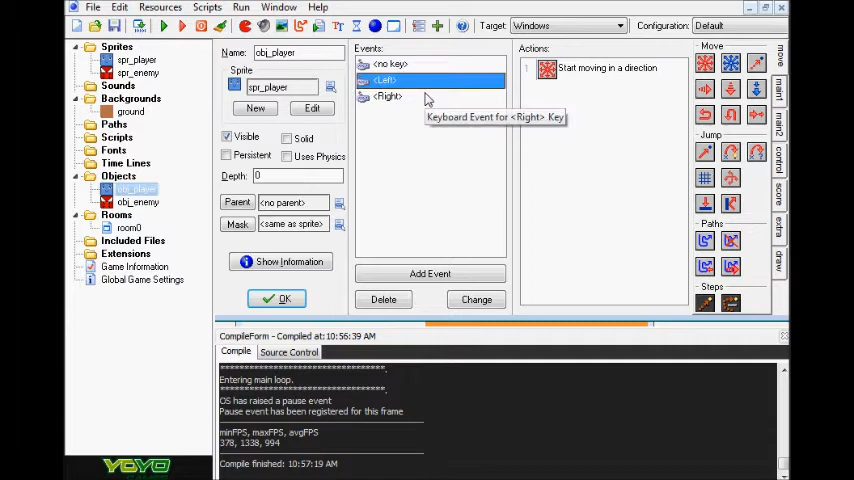 File Edit Resources Scripts Run Window Help
Target: Windows Configuration: Default
Sprites
spr_player
spr_enemy
Sounds
Backgrounds
ground
Paths
Scripts
Fonts
Time Lines
Objects
obj_player
obj_enemy
Rooms
room0
Included Files
Extensions
Game Information
Global Game Settings
Name: obj_player
Sprite
spr_player
New Edit
Visible Solid
Persistent Uses Physics
Depth: 0
Parent <no parent>
Mask <same as sprite>
Show Information
OK
Events:
<no key>
<Left>
<Right>
Keyboard Event for <Right> Key
Add Event
Delete Change
Actions:
1 Start moving in a direction
Move
Jump
Paths
Steps
move
main1
main2
control
score
extra
draw
CompileForm - Compiled at: 10:56:39 AM
Compile Source Control
***********************************.
Entering main loop.
***********************************.
OS has raised a pause event
Pause event has been registered for this frame
minFPS, maxFPS, avgFPS
378, 1338, 994
Compile finished: 10:57:19 AM
YOYO